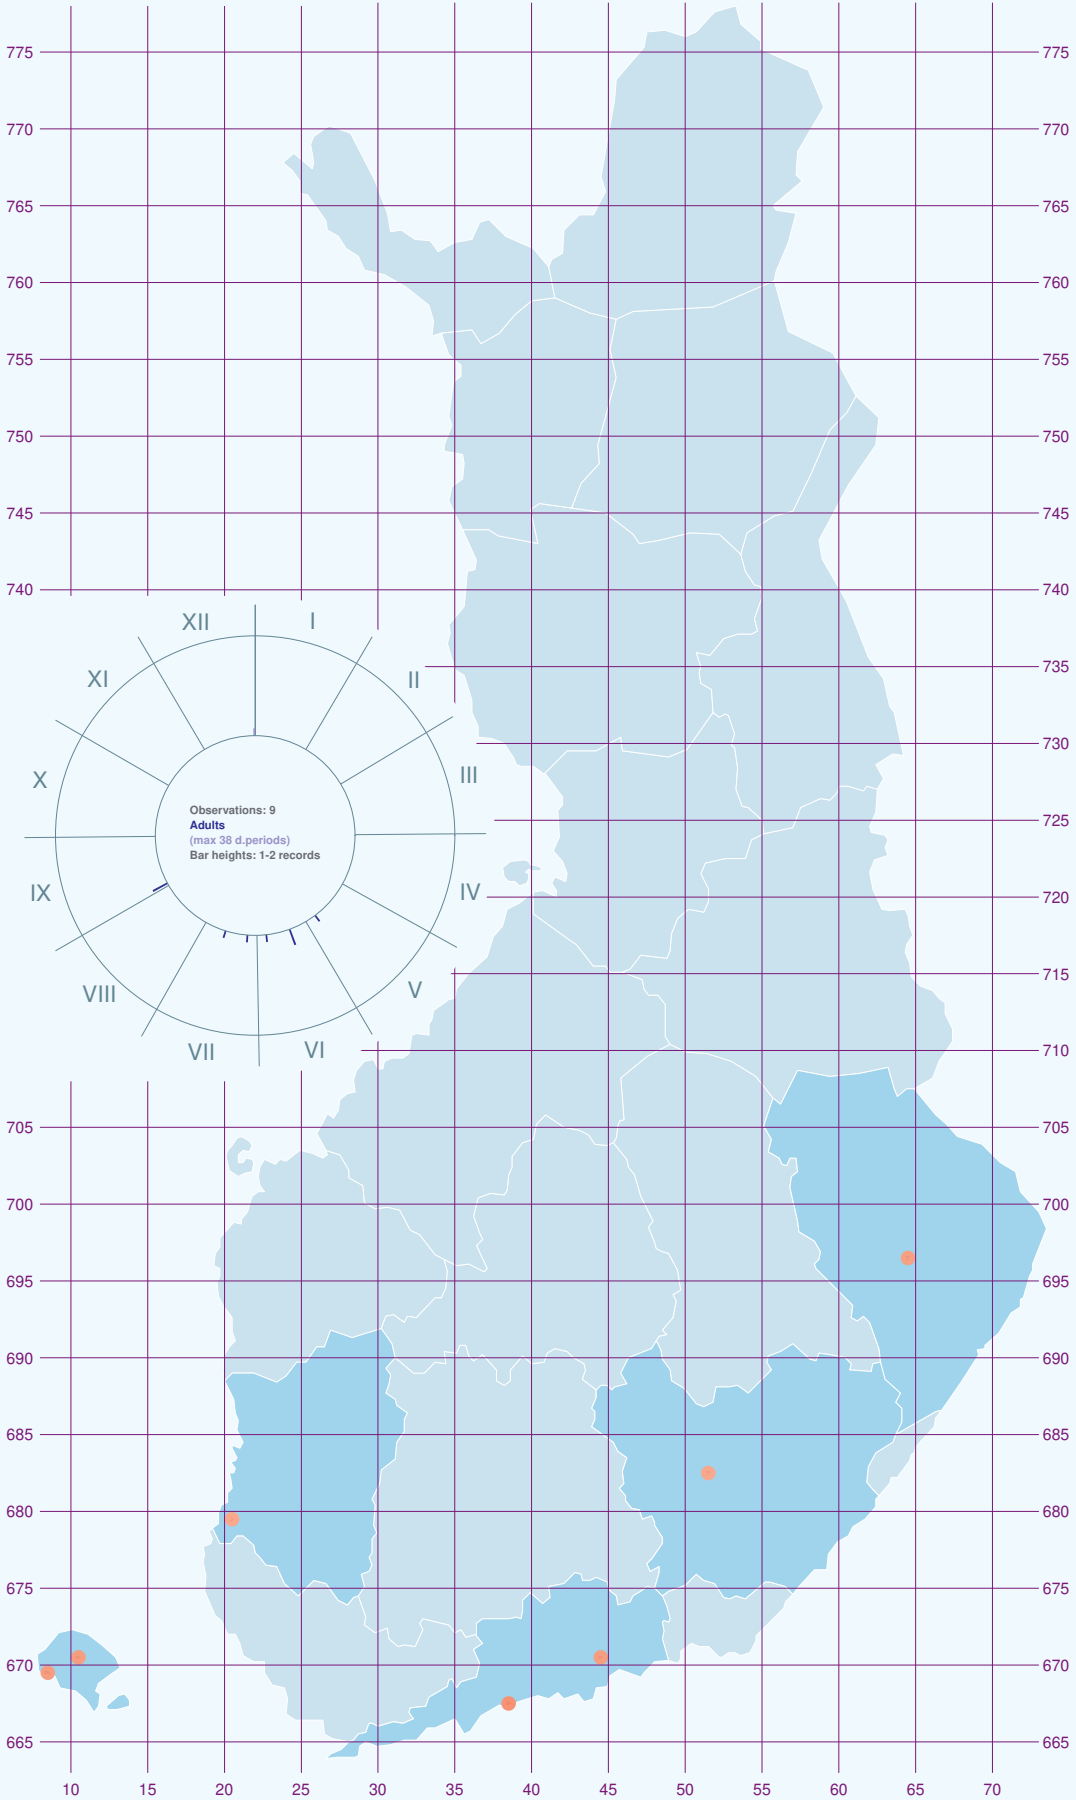 775 775
770 770
765 765
760 760
755 755
750 750
745 745
740 740
XII I
XI II
735
730
X III
Observations: 9
Adults
(max 38 d.periods)
Bar heights: 1-2 records
725
IX IV
720
VIII V
715
VII VI
710
705 705
700 700
695 695
690 690
685 685
680 680
675 675
670 670
665 665
10 15 20 25 30 35 40 45 50 55 60 65 70